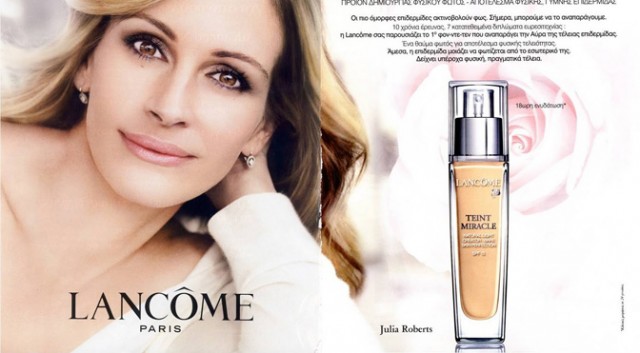 ΠΡΟΪΟΝ ΔΗΜΙΟΥΡΓΙΑΣ ΦΥΣΙΚΟΥ ΦΩΤΟΣ - ΑΠΟΤΕΛΕΣΜΑ ΦΥΣΙΚΗΣ, ΓΥΜΝΗΣ ΕΠΙΔΕΡΜΙΔΑΣ
Οι πιο όμορφες επιδερμίδες ακτινοβολούν φως. Σήμερα, μπορούμε να το αναπαράγουμε.
10 χρόνια έρευνας, 7 κατατεθειμένα διπλώματα ευρεσιτεχνίας :
η Lancôme σας παρουσιάζει το 1º φον-ντε-τεν που αναπαράγει την Αύρα της τέλειας επιδερμίδας.
Ένα θαύμα φωτός για αποτέλεσμα φυσικής τελειότητας.
Άμεσα, η επιδερμίδα μοιάζει να φωτίζεται από το εσωτερικό της.
Δείχνει υπέροχα φυσική, πραγματικά τέλεια.
18ωρη ενυδάτωση*
LANCÔME
TEINT
MIRACLE
LANCÔME
PARIS
Julia Roberts